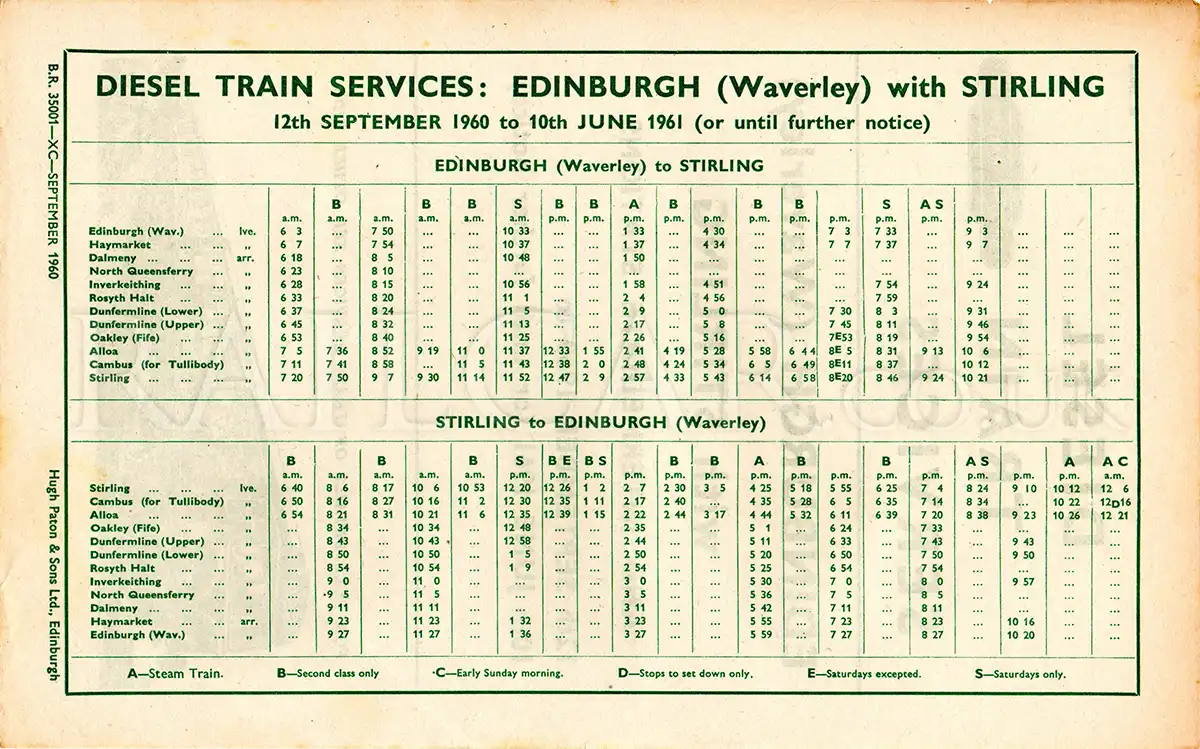 DIESEL TRAIN SERVICES: EDINBURGH (Waverley) with STIRLING
12th SEPTEMBER 1960 to 10th JUNE 1961 (or until further notice)
EDINBURGH (Waverley) to STIRLING
B B B S B B A B B B S A S
a.m. a.m. a.m. a.m. a.m. a.m. p.m. p.m. p.m. p.m. p.m. p.m. p.m. p.m. p.m. p.m. p.m.
Edinburgh (Wav.) ... lve. 6 3 ... 7 50 ... ... 10 33 ... ... 1 33 ... 4 30 ... ... 7 3 7 33 ... 9 3 ... ... ...
Haymarket ... ... „ 6 7 ... 7 54 ... ... 10 37 ... ... 1 37 ... 4 34 ... ... 7 7 7 37 ... 9 7 ... ... ...
Dalmeny ... ... ... arr. 6 18 ... 8 5 ... ... 10 48 ... ... 1 50 ... ... ... ... ... ... ... ... ... ... ...
North Queensferry ... „ 6 23 ... 8 10 ... ... ... ... ... ... ... ... ... ... ... ... ... ... ... ... ...
Inverkeithing ... ... „ 6 28 ... 8 15 ... ... 10 56 ... ... 1 58 ... 4 51 ... ... ... 7 54 ... 9 24 ... ... ...
Rosyth Halt ... ... „ 6 33 ... 8 20 ... ... 11 1 ... ... 2 4 ... 4 56 ... ... ... 7 59 ... ... ... ... ...
Dunfermline (Lower) ... „ 6 37 ... 8 24 ... ... 11 5 ... ... 2 9 ... 5 0 ... ... 7 30 8 3 ... 9 31 ... ... ...
Dunfermline (Upper) ... „ 6 45 ... 8 32 ... ... 11 13 ... ... 2 17 ... 5 8 ... ... 7 45 8 11 ... 9 46 ... ... ...
Oakley (Fife) ... ... „ 6 53 ... 8 40 ... ... 11 25 ... ... 2 26 ... 5 16 ... ... 7E53 8 19 ... 9 54 ... ... ...
Alloa ... ... ... „ 7 5 7 36 8 52 9 19 11 0 11 37 12 33 1 55 2 41 4 19 5 28 5 58 6 44 8E 5 8 31 9 13 10 6 ... ... ...
Cambus (for Tullibody) ... „ 7 11 7 41 8 58 ... 11 5 11 43 12 38 2 0 2 48 4 24 5 34 6 5 6 49 8E11 8 37 ... 10 12 ... ... ...
Stirling ... ... ... „ 7 20 7 50 9 7 9 30 11 14 11 52 12 47 2 9 2 57 4 33 5 43 6 14 6 58 8E20 8 46 9 24 10 21 ... ... ...
STIRLING to EDINBURGH (Waverley)
B B B S B E B S B B A B B A S A A C
a.m. a.m. a.m. a.m. a.m. p.m. p.m. p.m. p.m. p.m. p.m. p.m. p.m. p.m. p.m. p.m. p.m. p.m. p.m. a.m.
Stirling ... ... ... lve. 6 40 8 6 8 17 10 6 10 53 12 20 12 26 1 2 2 7 2 30 3 5 4 25 5 18 5 55 6 25 7 4 8 24 9 10 10 12 12 6
Cambus (for Tullibody) ... „ 6 50 8 16 8 27 10 16 11 2 12 30 12 35 1 11 2 17 2 40 ... 4 35 5 28 6 5 6 35 7 14 8 34 ... 10 22 12D16
Alloa ... ... ... „ 6 54 8 21 8 31 10 21 11 6 12 35 12 39 1 15 2 22 2 44 3 17 4 44 5 32 6 11 6 39 7 20 8 38 9 23 10 26 12 21
Oakley (Fife) ... ... „ ... 8 34 ... 10 34 ... 12 48 ... ... 2 35 ... ... 5 1 ... 6 24 ... 7 33 ... ... ... ...
Dunfermline (Upper) ... „ ... 8 43 ... 10 43 ... 12 58 ... ... 2 44 ... ... 5 11 ... 6 33 ... 7 43 ... 9 43 ... ...
Dunfermline (Lower) ... „ ... 8 50 ... 10 50 ... 1 5 ... ... 2 50 ... ... 5 20 ... 6 50 ... 7 50 ... 9 50 ... ...
Rosyth Halt ... ... „ ... 8 54 ... 10 54 ... 1 9 ... ... 2 54 ... ... 5 25 ... 6 54 ... 7 54 ... ... ... ...
Inverkeithing ... ... „ ... 9 0 ... 11 0 ... ... ... ... 3 0 ... ... 5 30 ... 7 0 ... 8 0 ... 9 57 ... ...
North Queensferry ... „ ... 9 5 ... 11 5 ... ... ... ... 3 5 ... ... 5 36 ... 7 5 ... 8 5 ... ... ... ...
Dalmeny ... ... ... „ ... 9 11 ... 11 11 ... ... ... ... 3 11 ... ... 5 42 ... 7 11 ... 8 11 ... ... ... ...
Haymarket ... ... arr. ... 9 23 ... 11 23 ... 1 32 ... ... 3 23 ... ... 5 55 ... 7 23 ... 8 23 ... 10 16 ... ...
Edinburgh (Wav.) ... „ ... 9 27 ... 11 27 ... 1 36 ... ... 3 27 ... ... 5 59 ... 7 27 ... 8 27 ... 10 20 ... ...
A—Steam Train. B—Second class only C—Early Sunday morning. D—Stops to set down only. E—Saturdays excepted. S—Saturdays only.
B.R. 35001—XC—SEPTEMBER 1960
Hugh Paton & Sons Ltd., Edinburgh
RAILCAR.co.uk